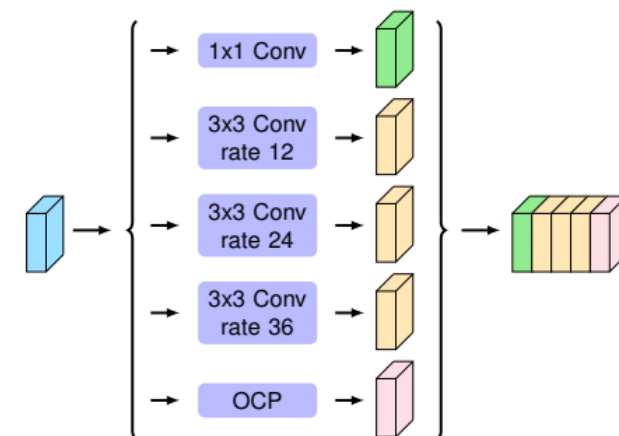 1x1 Conv
3x3 Conv
rate 12
3x3 Conv
rate 24
3x3 Conv
rate 36
OCP